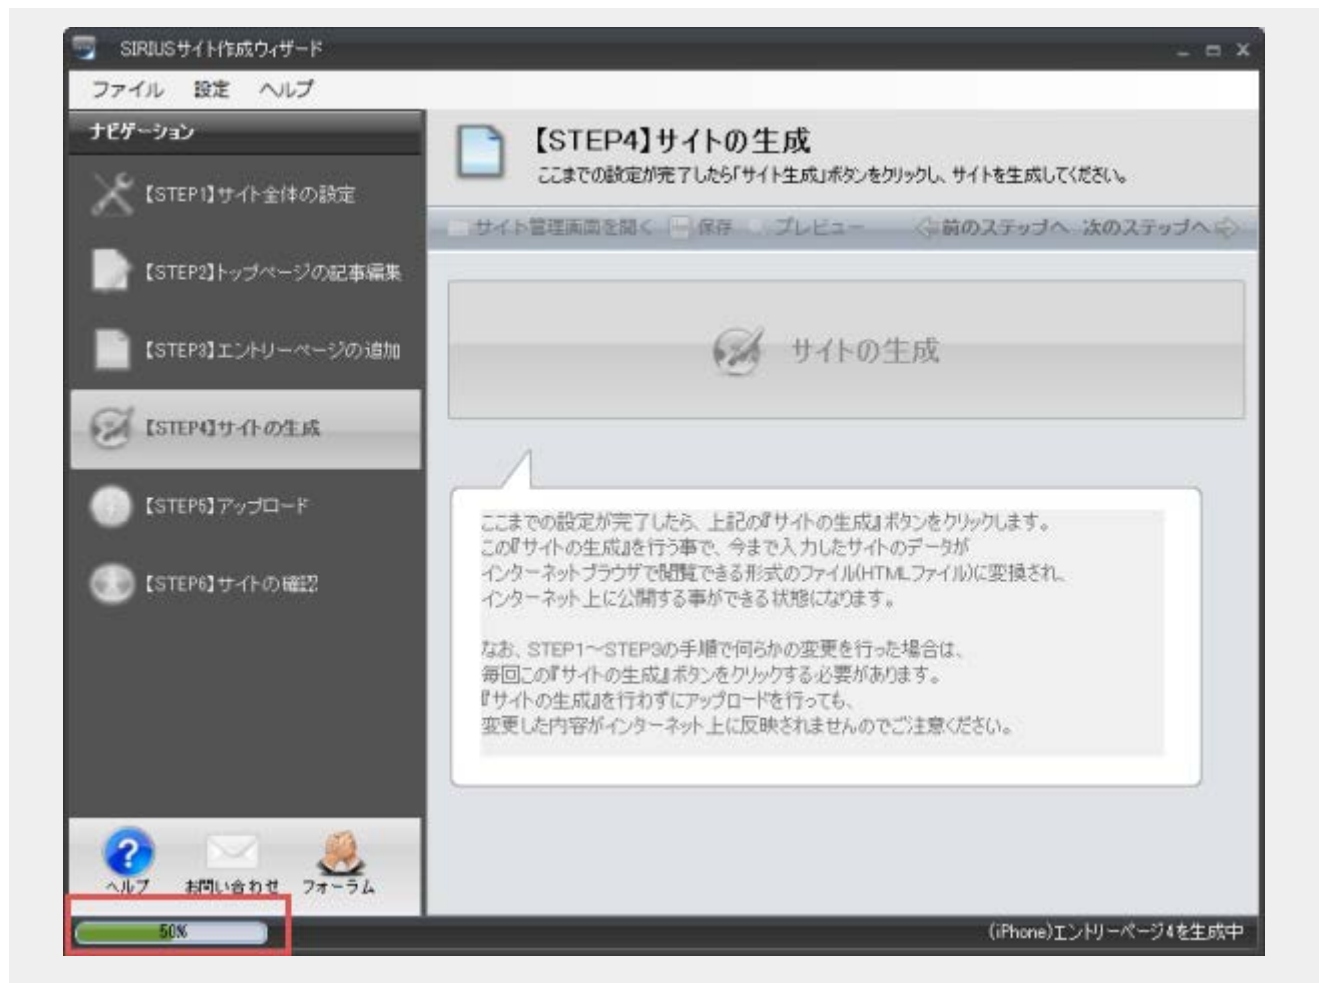 SIRIUSサイト作成ウィザード
ファイル 設定 ヘルプ
ナビゲーション
【STEP1】サイト全体の設定
【STEP2】トップページの記事編集
【STEP3】エントリーページの追加
【STEP4】サイトの生成
【STEP5】アップロード
【STEP6】サイトの確認
ヘルプ お問い合わせ フォーラム
【STEP4】サイトの生成
ここまでの設定が完了したら「サイト生成」ボタンをクリックし、サイトを生成してください。
サイト管理画面を開く 保存 プレビュー 前のステップへ 次のステップへ
サイトの生成
ここまでの設定が完了したら、上記の『サイトの生成』ボタンをクリックします。
この『サイトの生成』を行う事で、今まで入力したサイトのデータが
インターネットブラウザで閲覧できる形式のファイル(HTMLファイル)に変換され、
インターネット上に公開する事ができる状態になります。
なお、STEP1～STEP3の手順で何らかの変更を行った場合は、
毎回この『サイトの生成』ボタンをクリックする必要があります。
『サイトの生成』を行わずにアップロードを行っても、
変更した内容がインターネット上に反映されませんのでご注意ください。
50%
(iPhone)エントリーページ4を生成中